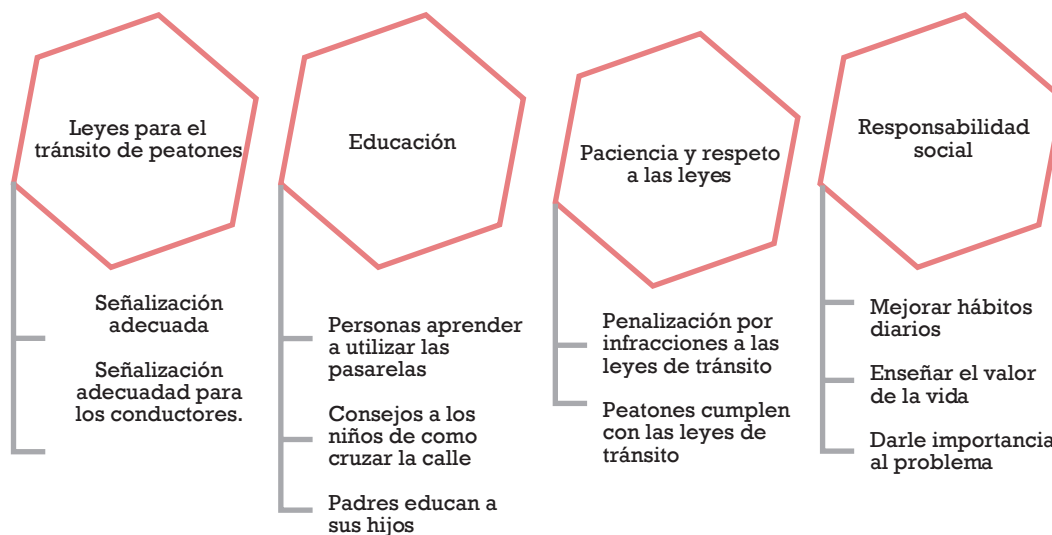 Leyes para el
tránsito de peatones
Señalización
adecuada
Señalización
adecuadad para
los conductores.
Educación
Personas aprender
a utilizar las
pasarelas
Consejos a los
niños de como
cruzar la calle
Padres educan a
sus hijos
Paciencia y respeto
a las leyes
Penalización por
infracciones a las
leyes de tránsito
Peatones cumplen
con las leyes de
tránsito
Responsabilidad
social
Mejorar hábitos
diarios
Enseñar el valor
de la vida
Darle importancia
al problema